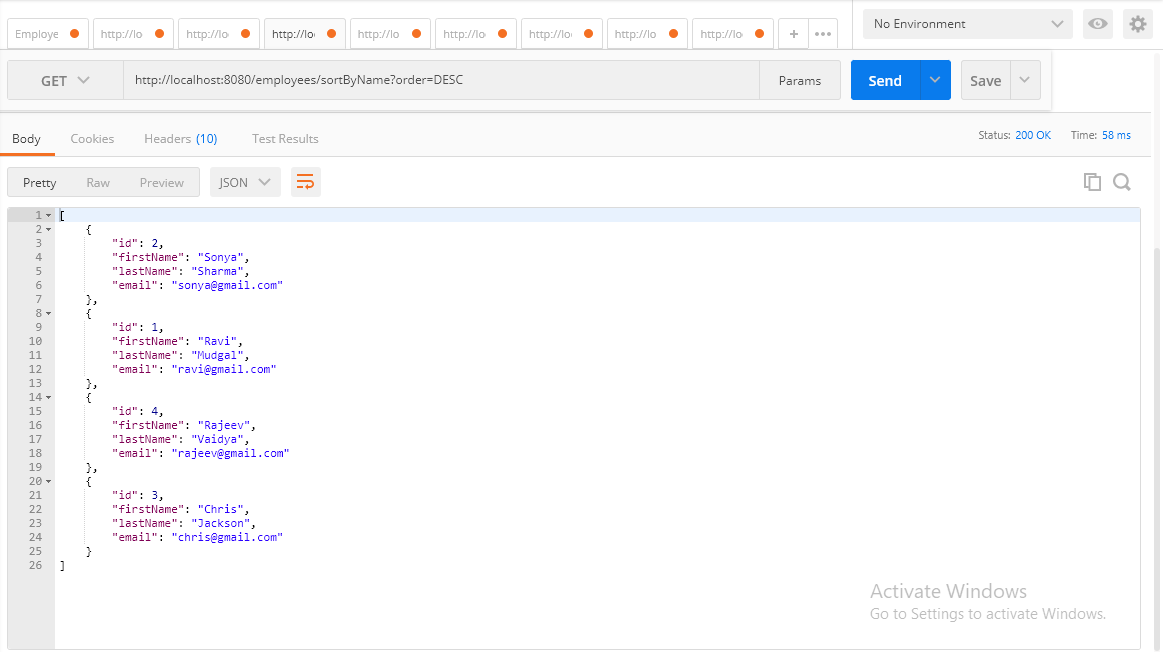 Employe http://lo http://lo http://lo http://lo http://lo http://lo http://lo http://lo + ••• No Environment
GET http://localhost:8080/employees/sortByName?order=DESC Params Send Save
Body Cookies Headers (10) Test Results Status: 200 OK Time: 58 ms
Pretty Raw Preview JSON
1 [
2 {
3 "id": 2,
4 "firstName": "Sonya",
5 "lastName": "Sharma",
6 "email": "sonya@gmail.com"
7 },
8 {
9 "id": 1,
10 "firstName": "Ravi",
11 "lastName": "Mudgal",
12 "email": "ravi@gmail.com"
13 },
14 {
15 "id": 4,
16 "firstName": "Rajeev",
17 "lastName": "Vaidya",
18 "email": "rajeev@gmail.com"
19 },
20 {
21 "id": 3,
22 "firstName": "Chris",
23 "lastName": "Jackson",
24 "email": "chris@gmail.com"
25 }
26 ]
Activate Windows
Go to Settings to activate Windows.